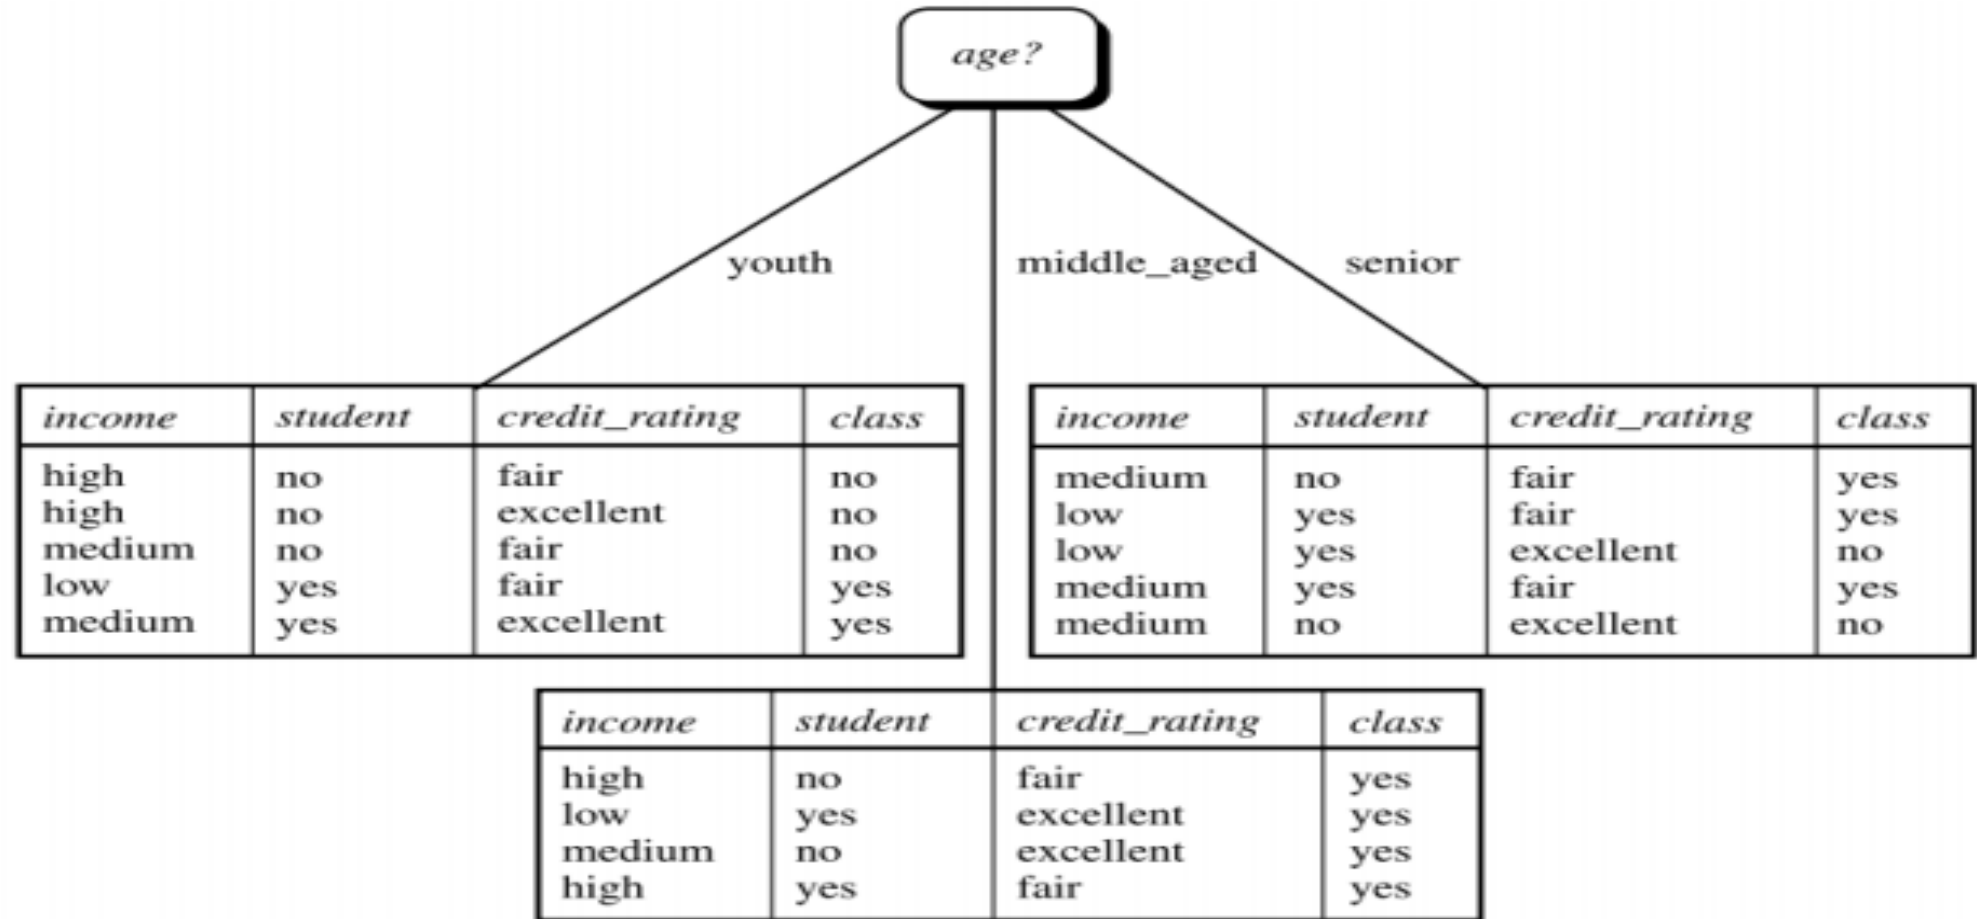 age?
youth middle_aged senior
income student credit_rating class
high no fair no
high no excellent no
medium no fair no
low yes fair yes
medium yes excellent yes
income student credit_rating class
medium no fair yes
low yes fair yes
low yes excellent no
medium yes fair yes
medium no excellent no
income student credit_rating class
high no fair yes
low yes excellent yes
medium no excellent yes
high yes fair yes